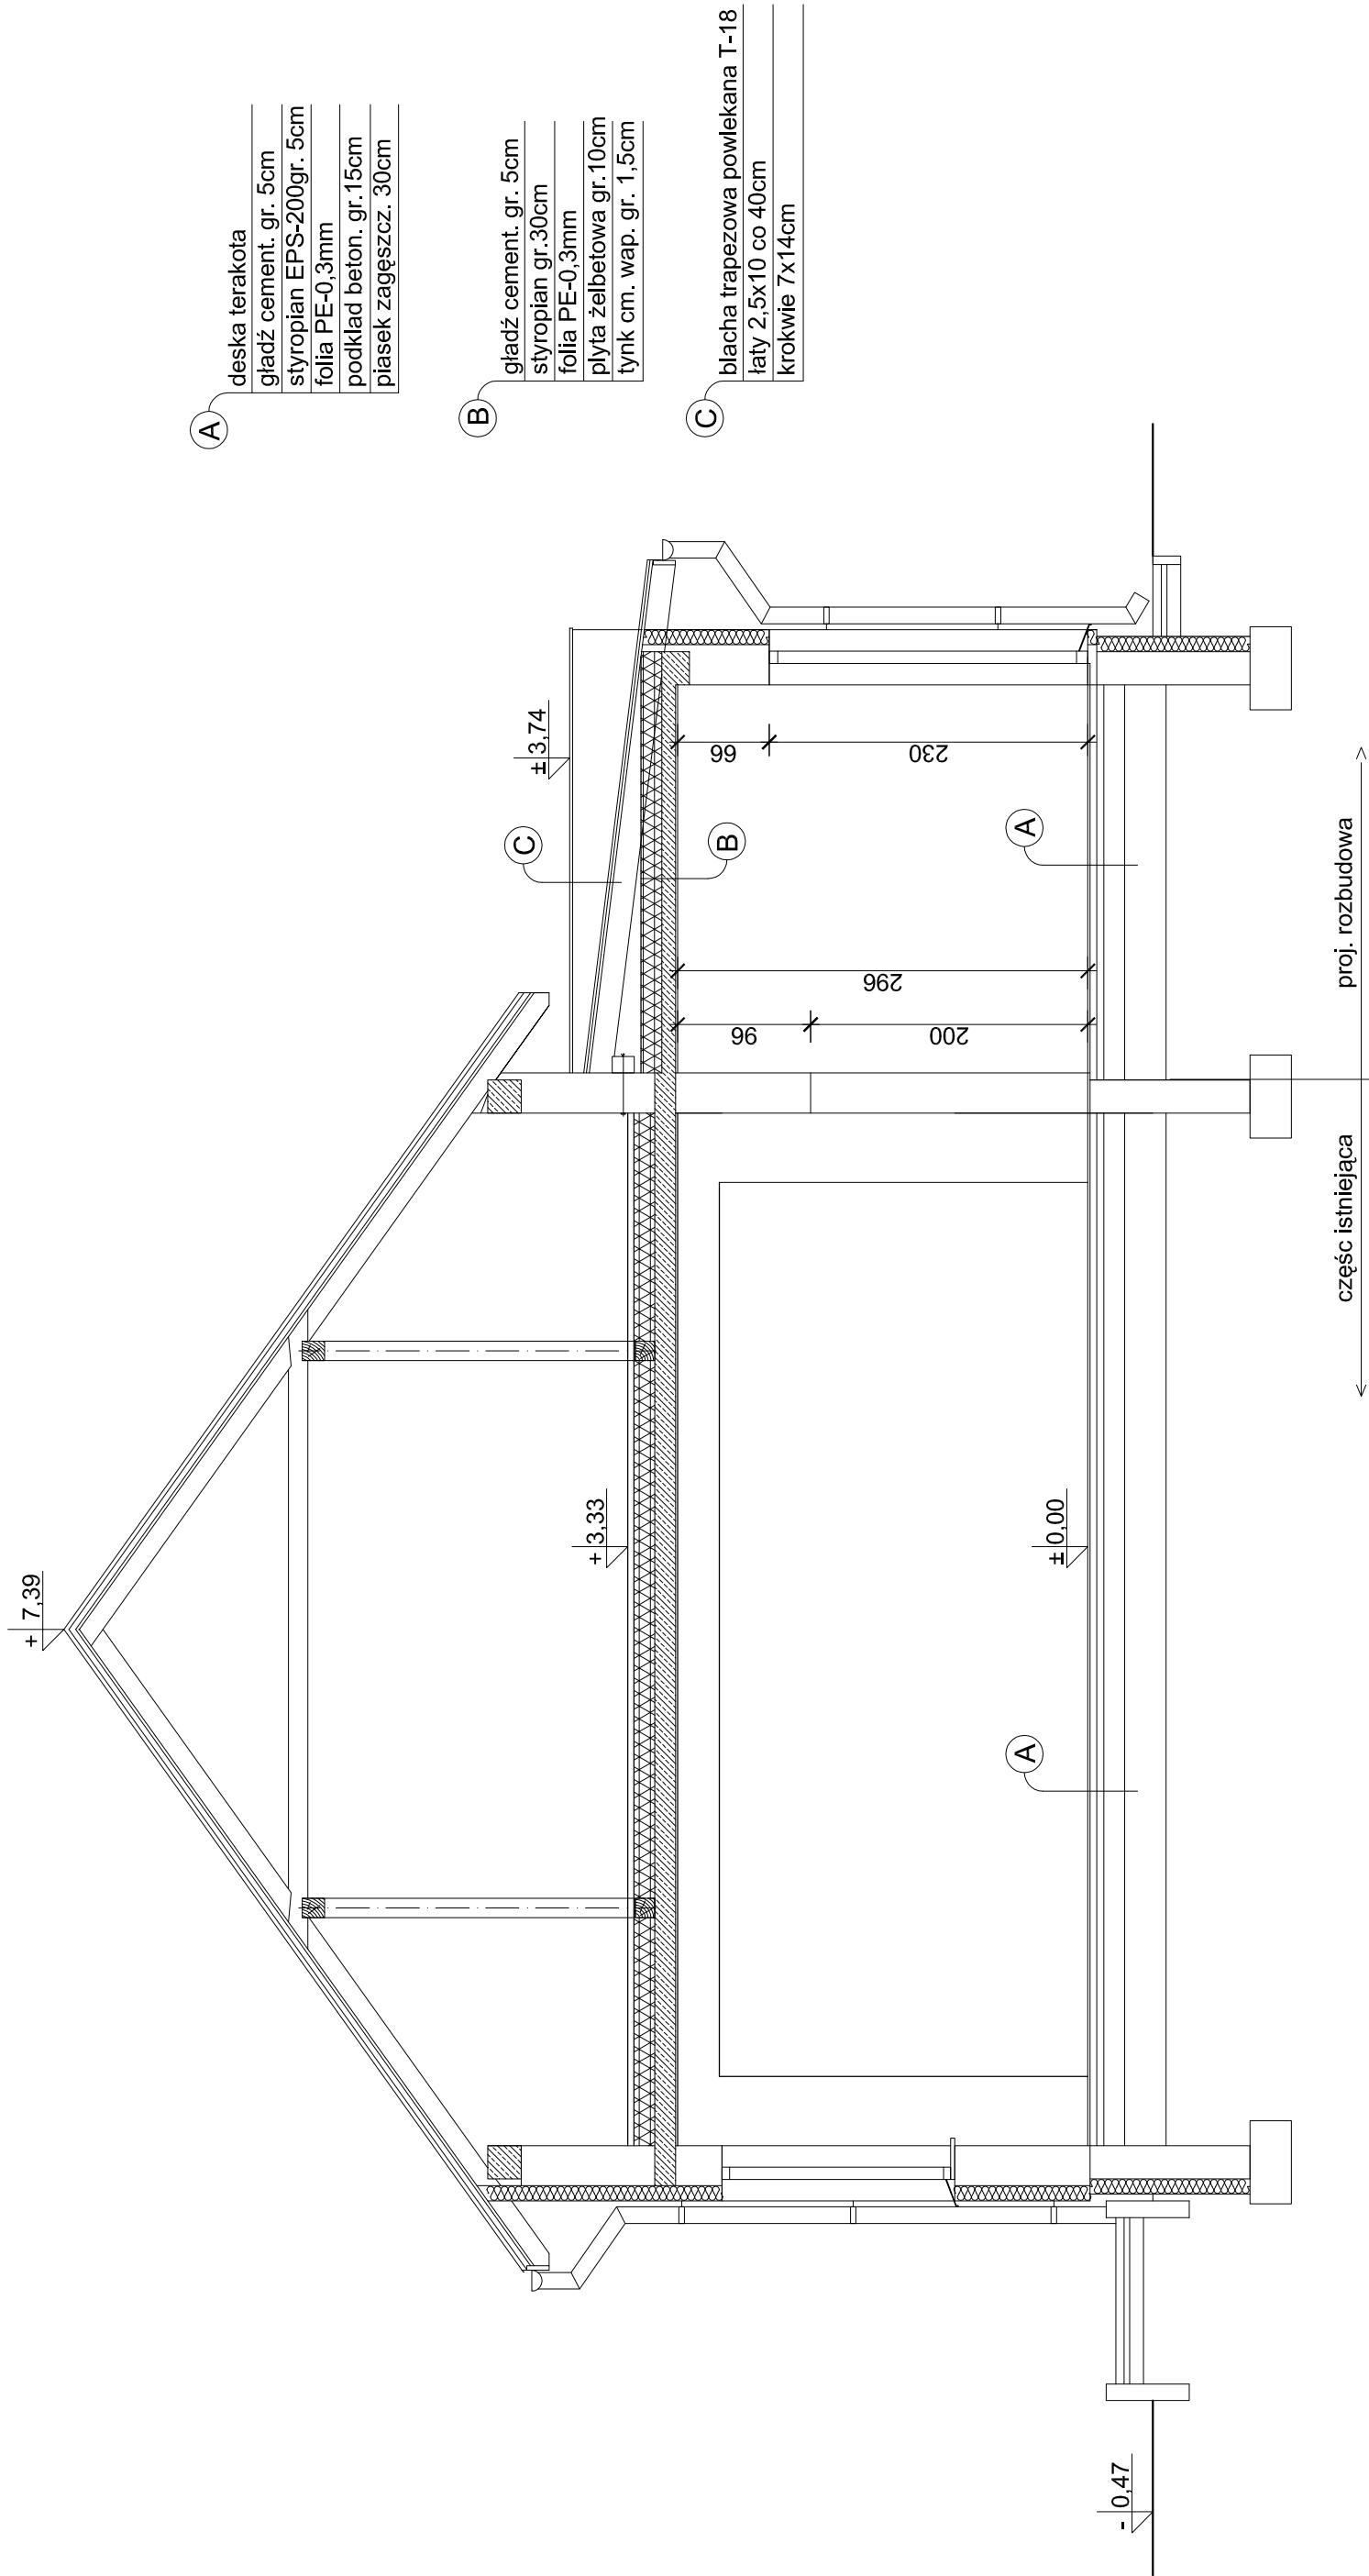 A
deska terakota
gładź cement. gr. 5cm
styropian EPS-200gr. 5cm
folia PE-0,3mm
podkład beton. gr.15cm
piasek zagęszcz. 30cm
B
gładź cement. gr. 5cm
styropian gr.30cm
folia PE-0,3mm
plyta żelbetowa gr.10cm
tynk cm. wap. gr. 1,5cm
C
blacha trapezowa powlekana T-18
łaty 2,5x10 co 40cm
krokwie 7x14cm
+ 7,39
± 3,74
C
B
+ 3,33
66
230
296
96
200
A
A
± 0,00
- 0,47
częśc istniejąca
proj. rozbudowa